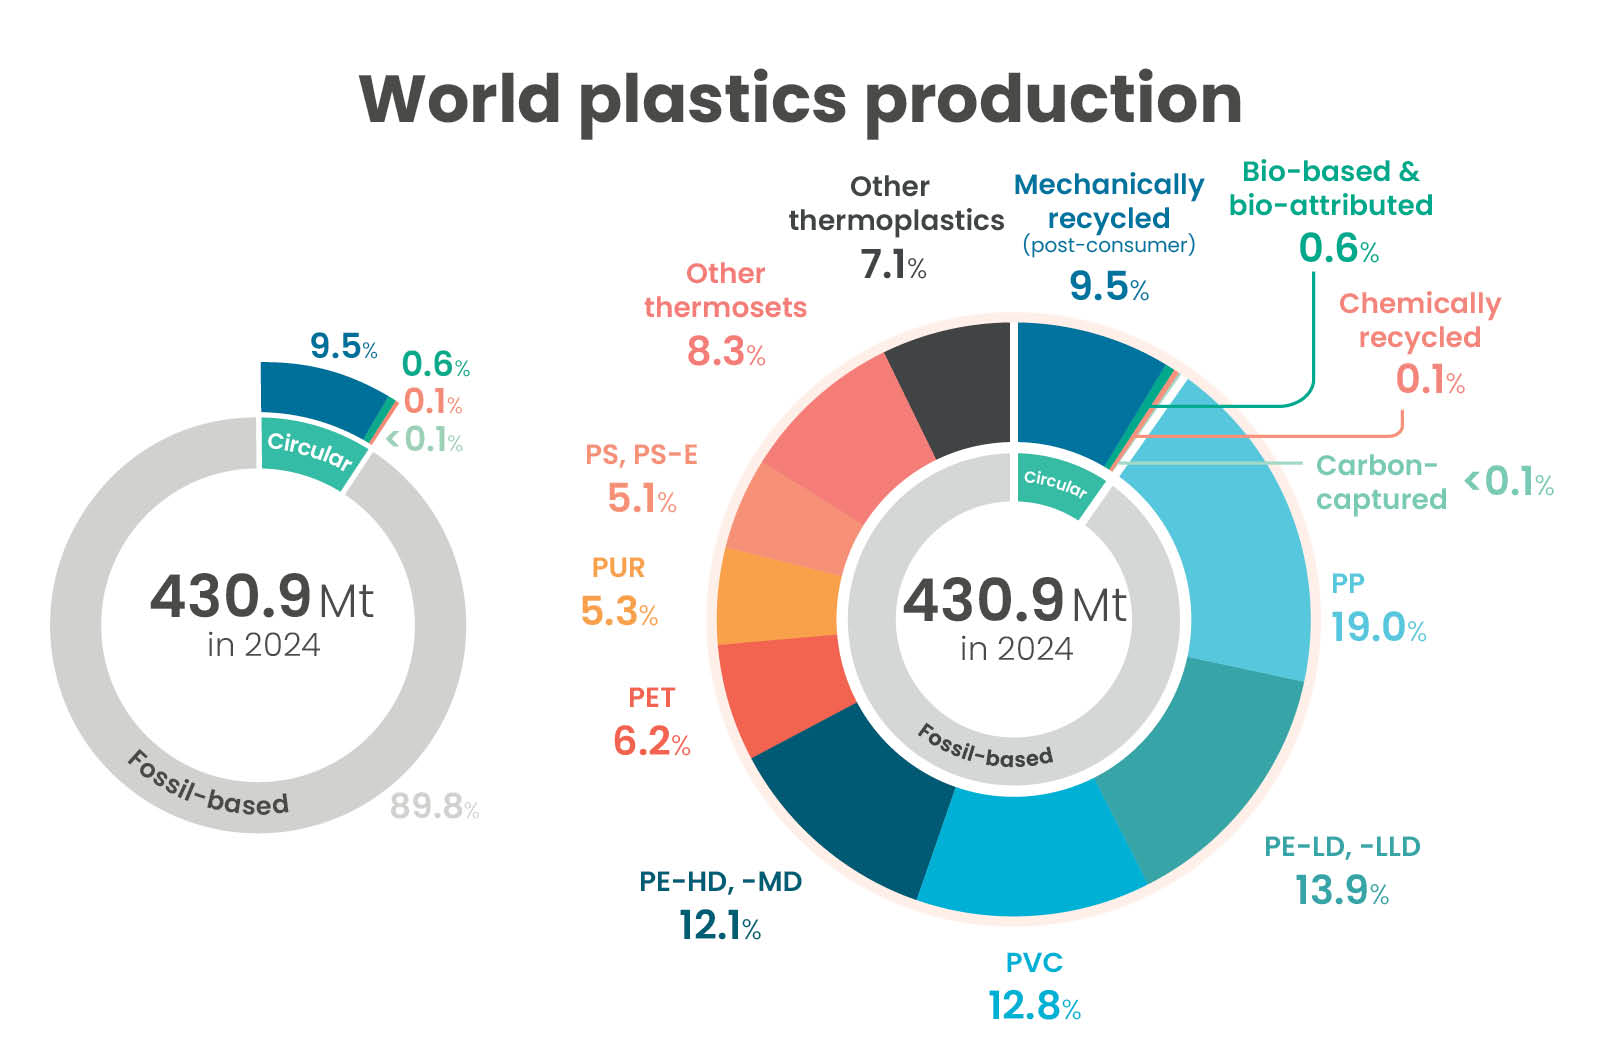 World plastics production
9.5%
0.6%
0.1%
<0.1%
Circular
430.9 Mt
in 2024
Fossil-based
89.8%
Other
thermoplastics
7.1%
Mechanically
recycled
(post-consumer)
9.5%
Bio-based &
bio-attributed
0.6%
Chemically
recycled
0.1%
Carbon-
captured
<0.1%
Other
thermosets
8.3%
PS, PS-E
5.1%
PUR
5.3%
PET
6.2%
PE-HD, -MD
12.1%
PVC
12.8%
PE-LD, -LLD
13.9%
PP
19.0%
Circular
430.9 Mt
in 2024
Fossil-based